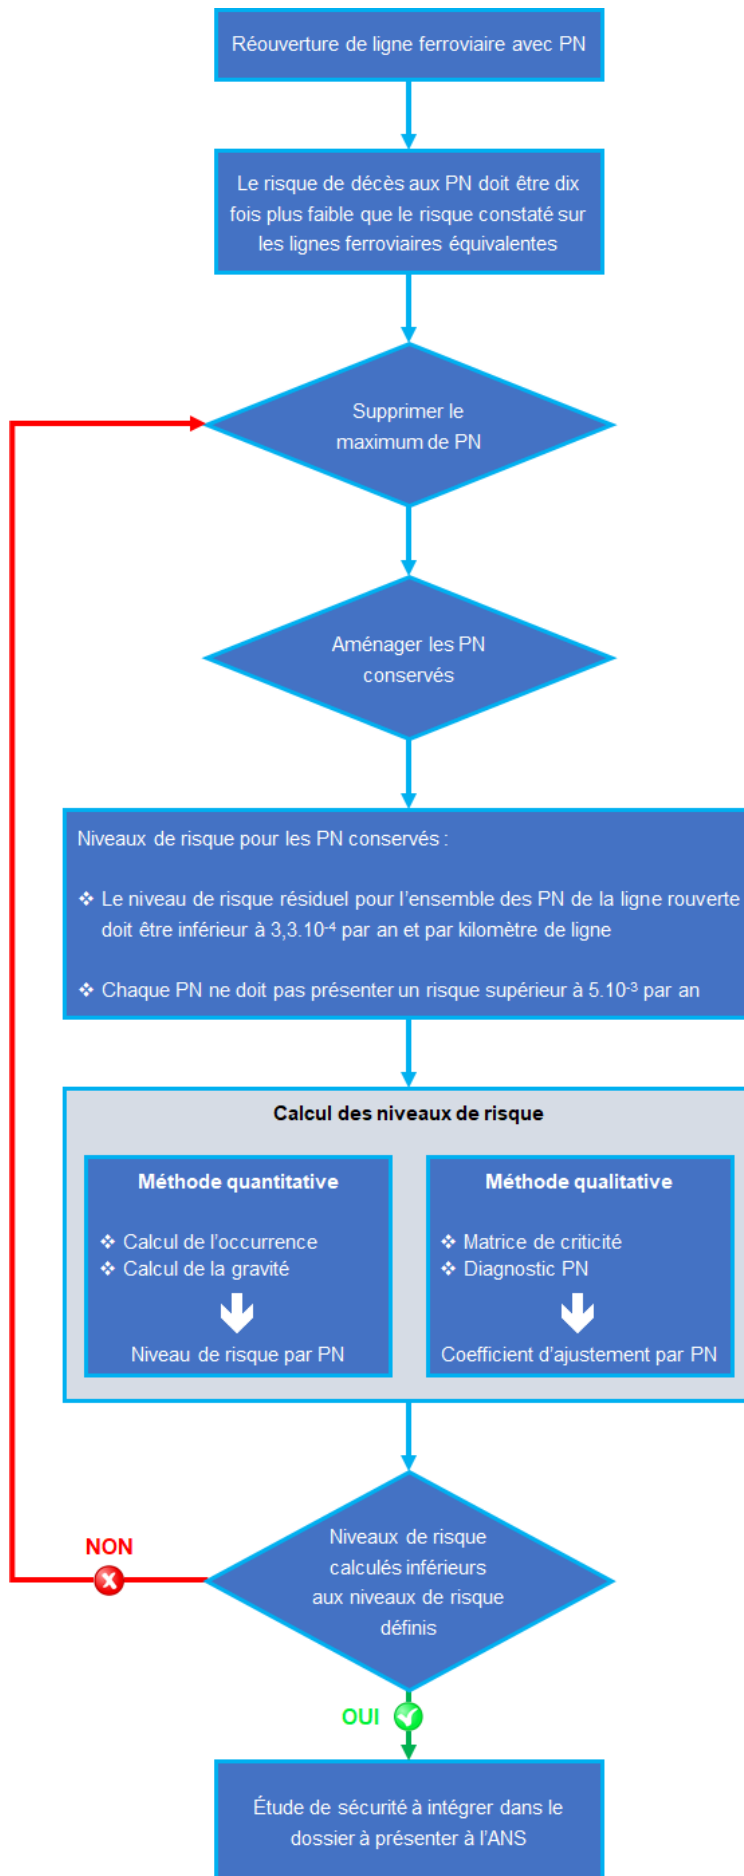 Réouverture de ligne ferroviaire avec PN
Le risque de décès aux PN doit être dix
fois plus faible que le risque constaté sur
les lignes ferroviaires équivalentes
Supprimer le
maximum de PN
Aménager les PN
conservés
Niveaux de risque pour les PN conservés :
❖ Le niveau de risque résiduel pour l’ensemble des PN de la ligne rouverte
doit être inférieur à 3,3.10⁻⁴ par an et par kilomètre de ligne
❖ Chaque PN ne doit pas présenter un risque supérieur à 5.10⁻³ par an
Calcul des niveaux de risque
Méthode quantitative
❖ Calcul de l’occurrence
❖ Calcul de la gravité
Niveau de risque par PN
Méthode qualitative
❖ Matrice de criticité
❖ Diagnostic PN
Coefficient d’ajustement par PN
Niveaux de risque
calculés inférieurs
aux niveaux de risque
définis
NON
OUI
Étude de sécurité à intégrer dans le
dossier à présenter à l’ANS